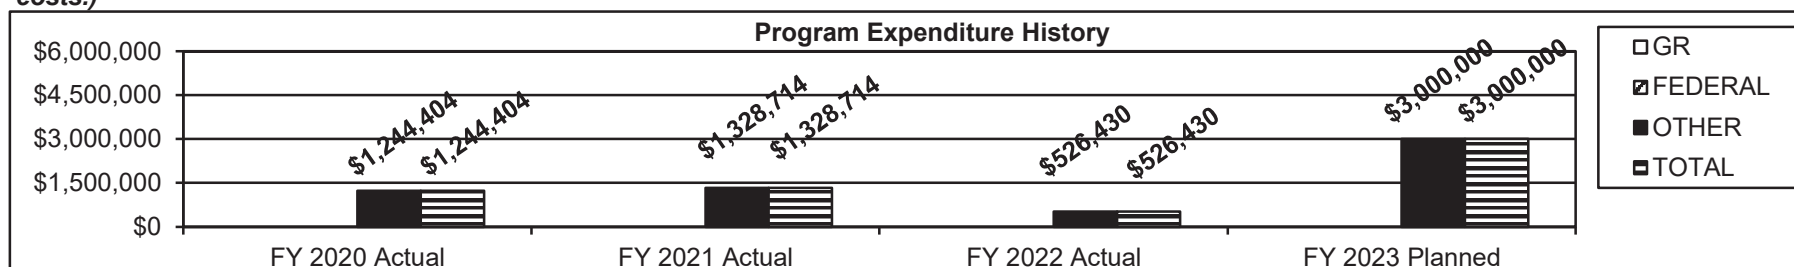 costs.)
Program Expenditure History
$6,000,000
$4,500,000
$3,000,000
$1,500,000
$0
$1,244,404
$1,244,404
$1,328,714
$1,328,714
$526,430
$526,430
$3,000,000
$3,000,000
FY 2020 Actual
FY 2021 Actual
FY 2022 Actual
FY 2023 Planned
GR
FEDERAL
OTHER
TOTAL